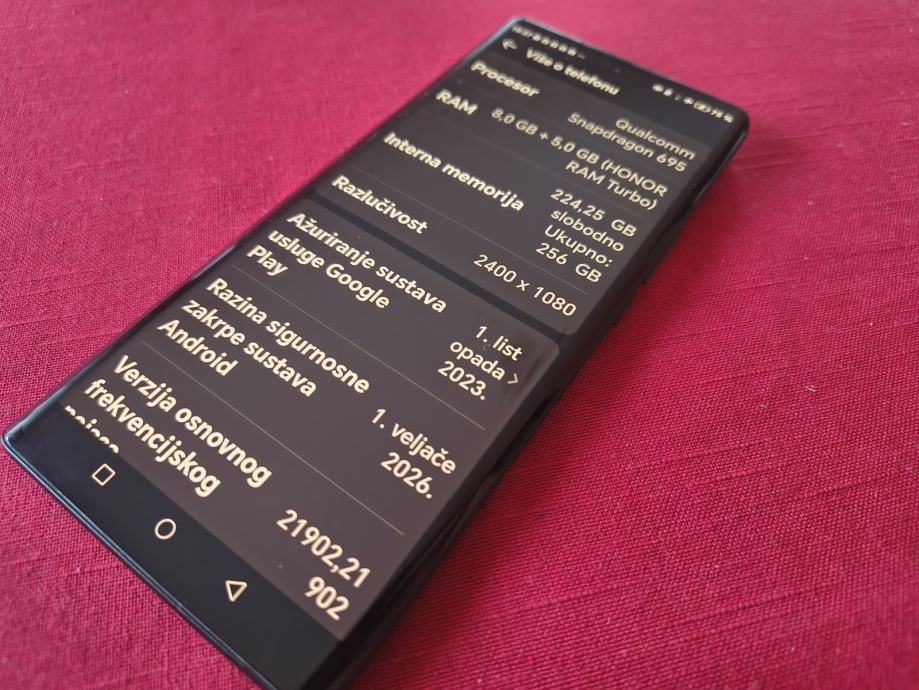 Više o telefonu
Procesor
Qualcomm
Snapdragon 695
RAM
8,0 GB + 5,0 GB (HONOR
RAM Turbo)
Interna memorija
224,25 GB
slobodno
Ukupno:
256 GB
Razlučivost
2400 x 1080
Ažuriranje sustava
usluge Google
Play
1. list
opada
2023.
Razina sigurnosne
zakrpe sustava
Android
1. veljače
2026.
Verzija osnovnog
frekvencijskog
21902,21
902